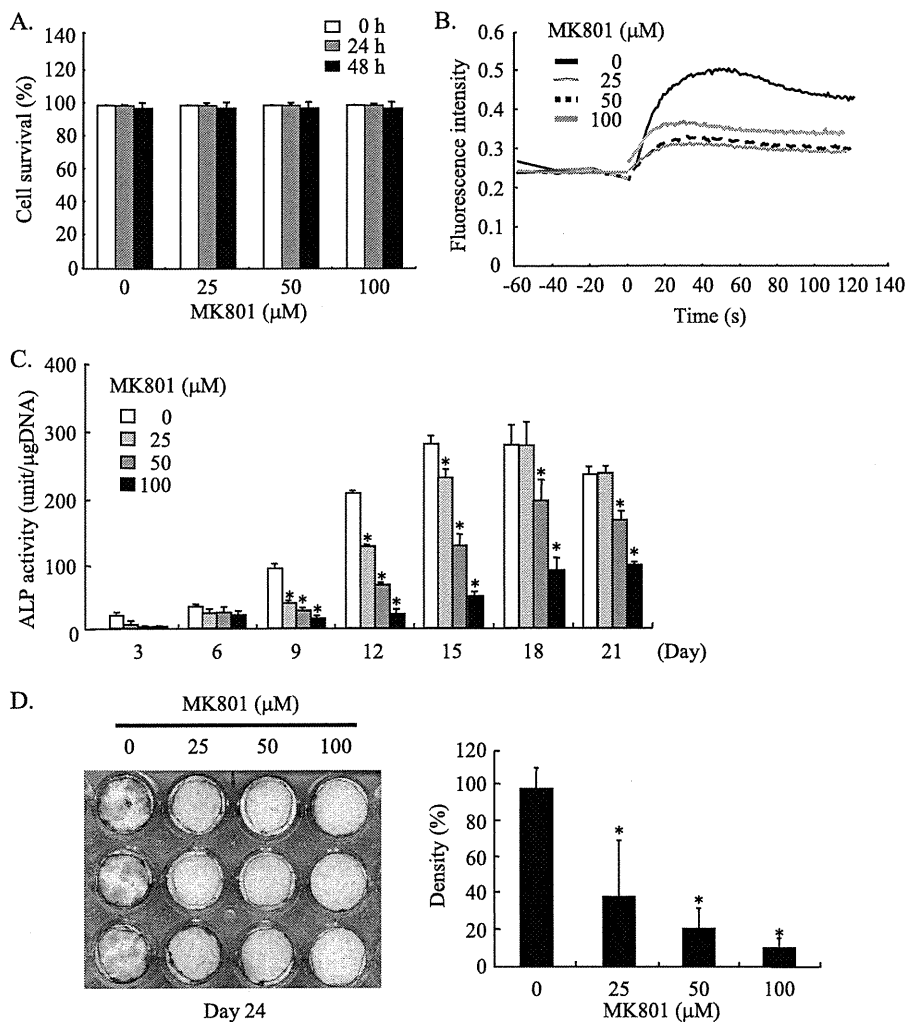 A.
140
120
100
80
60
40
20
0
Cell survival (%)
0 h
24 h
48 h
0 25 50 100
MK801 (μM)
B.
0.6
0.5
0.4
0.3
0.2
0.1
0
Fluorescence intensity
MK801 (μM)
0
25
50
100
-60 -40 -20 0 20 40 60 80 100 120 140
Time (s)
C.
400
300
200
100
0
ALP activity (unit/μgDNA)
MK801 (μM)
0
25
50
100
* * * * * * * * * * * * *
3 6 9 12 15 18 21 (Day)
D.
MK801 (μM)
0 25 50 100
Day 24
120
100
80
60
40
20
0
Density (%)
* * *
0 25 50 100
MK801 (μM)